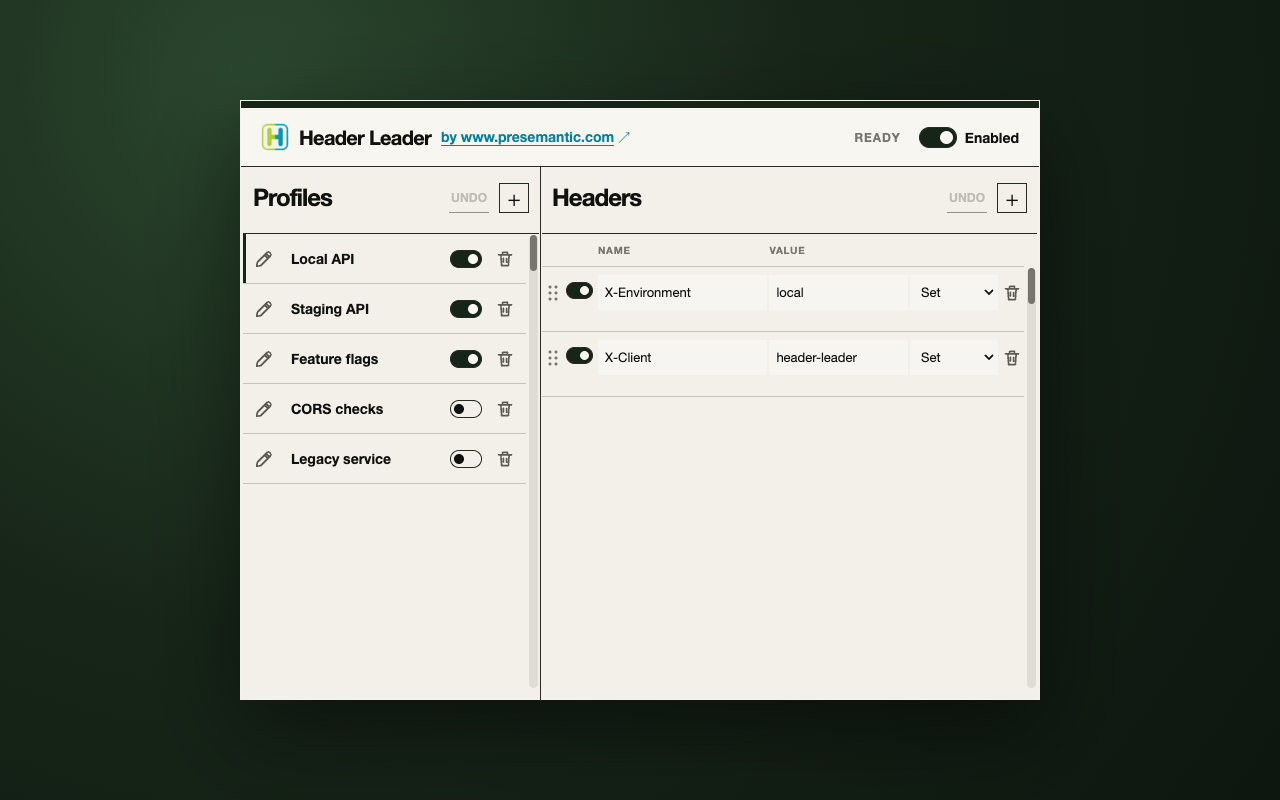 Header Leader by www.presemantic.com ↗ READY Enabled
Profiles UNDO +
Local API
Staging API
Feature flags
CORS checks
Legacy service
Headers UNDO +
NAME VALUE
X-Environment local Set
X-Client header-leader Set